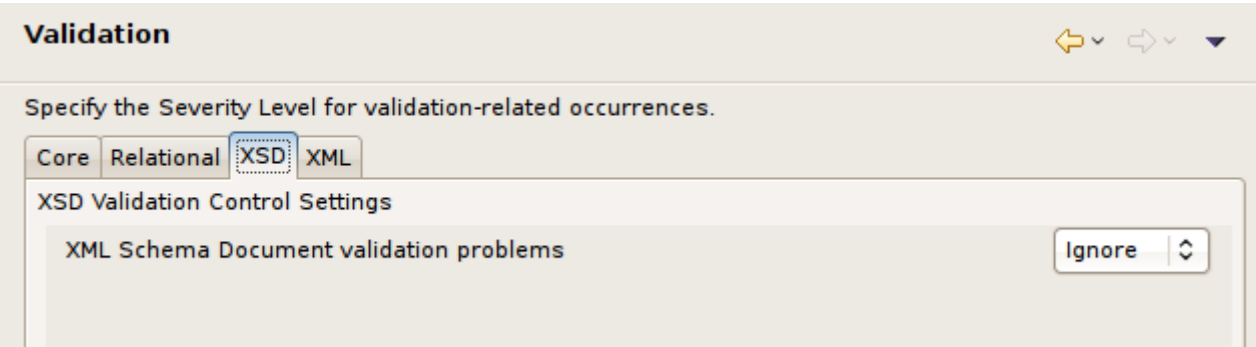 Validation
Specify the Severity Level for validation-related occurrences.
Core Relational XSD XML
XSD Validation Control Settings
XML Schema Document validation problems Ignore